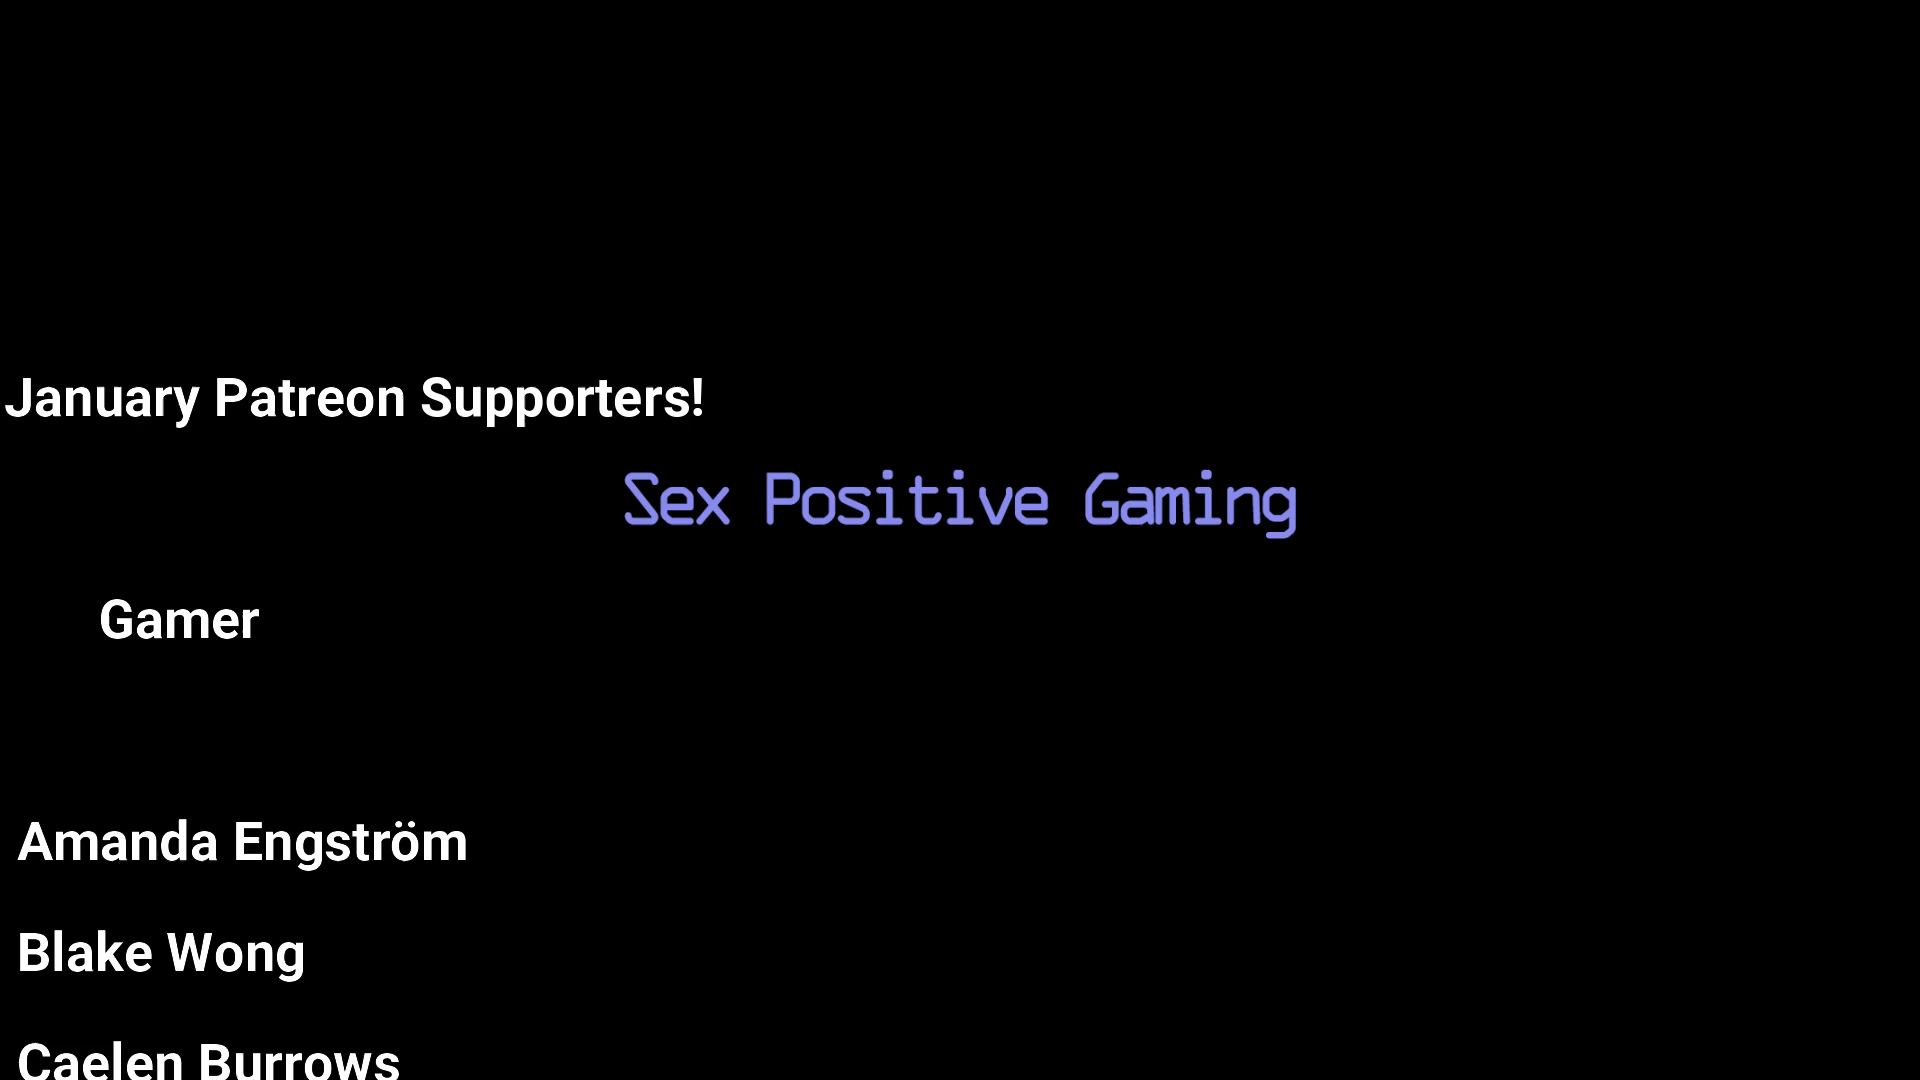 January Patreon Supporters!
Sex Positive Gaming
Gamer
Amanda Engström
Blake Wong
Caelen Burrows